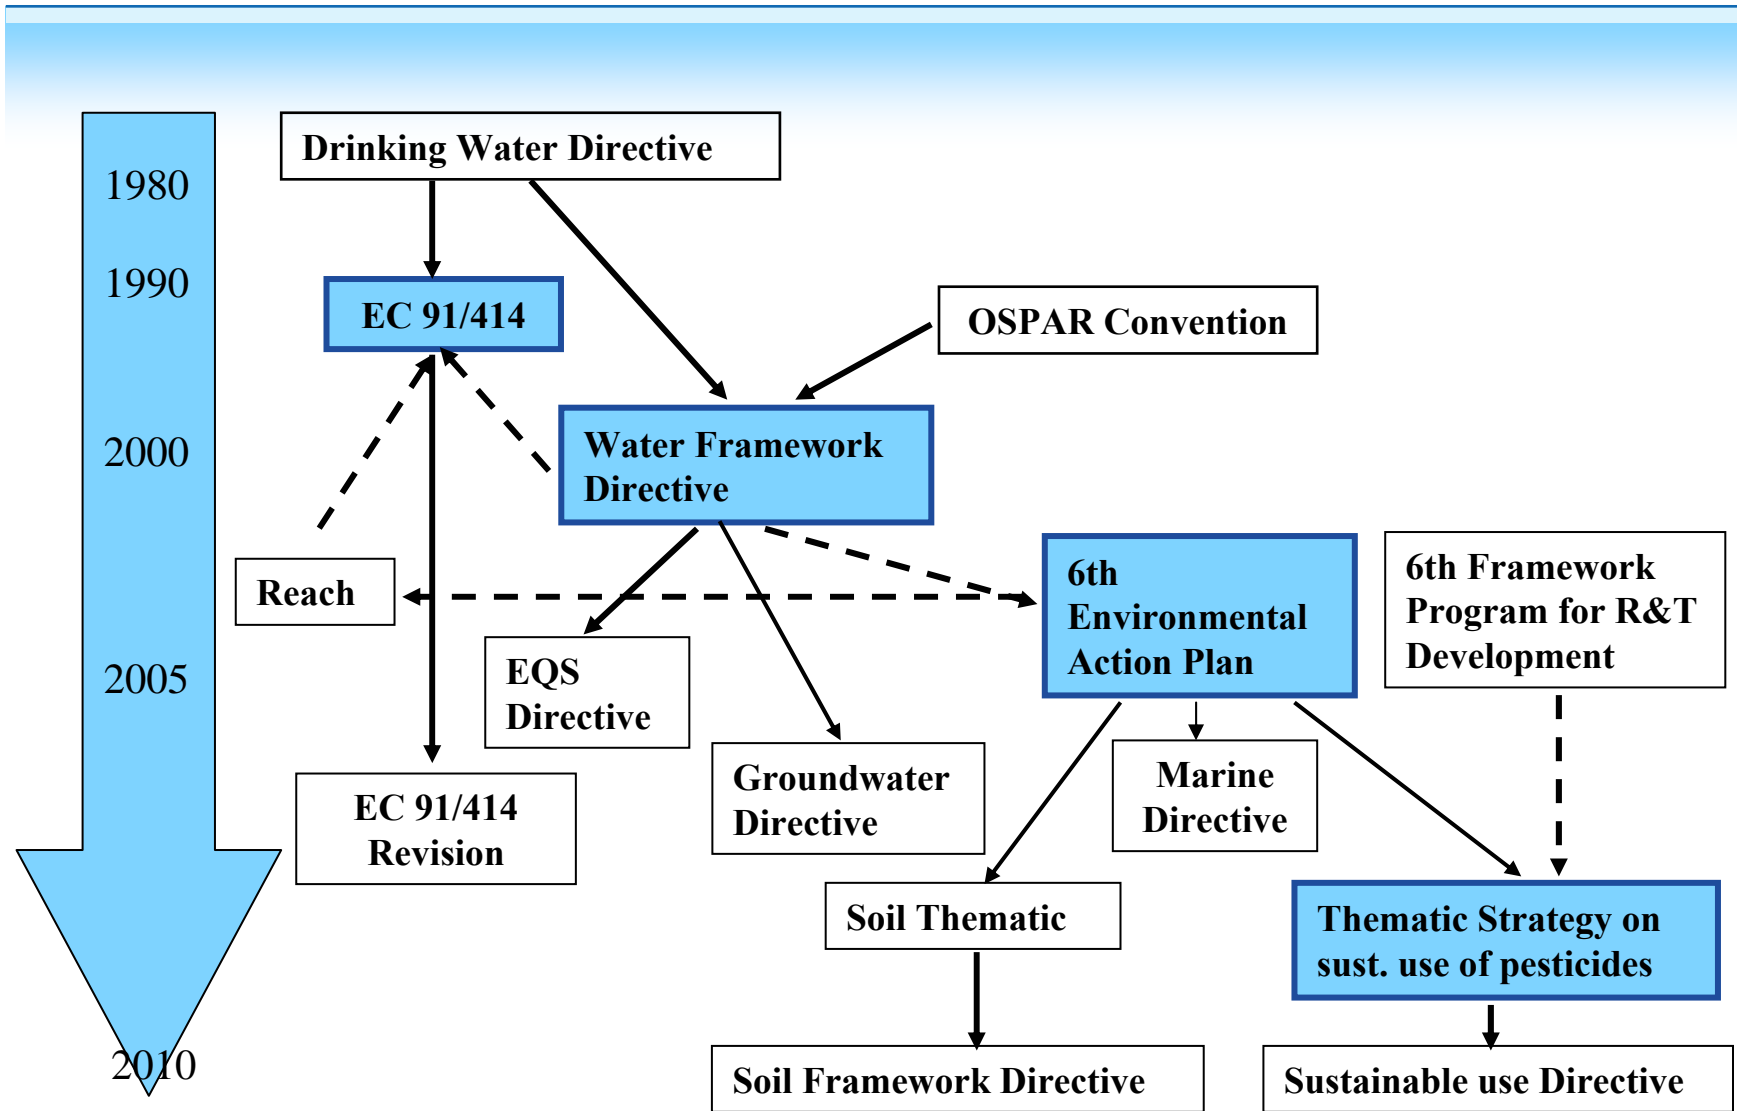 Drinking Water Directive
1980
1990
EC 91/414
OSPAR Convention
2000
Water Framework
Directive
Reach
6th
Environmental
Action Plan
6th Framework
Program for R&T
Development
2005
EQS
Directive
EC 91/414
Revision
Groundwater
Directive
Marine
Directive
Soil Thematic
Thematic Strategy on
sust. use of pesticides
2010
Soil Framework Directive
Sustainable use Directive